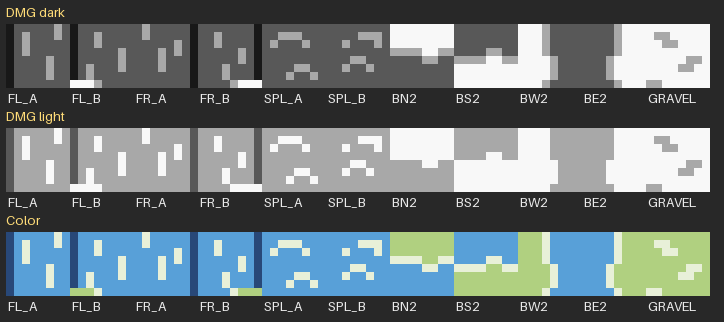 DMG dark
FL_A FL_B FR_A FR_B SPL_A SPL_B BN2 BS2 BW2 BE2 GRAVEL
DMG light
FL_A FL_B FR_A FR_B SPL_A SPL_B BN2 BS2 BW2 BE2 GRAVEL
Color
FL_A FL_B FR_A FR_B SPL_A SPL_B BN2 BS2 BW2 BE2 GRAVEL